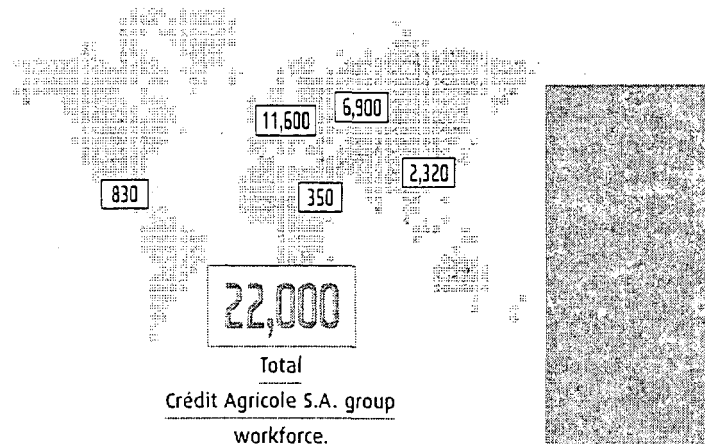 11,600
6,900
2,320
830
350
22,000
Total
Crédit Agricole S.A. group
workforce.